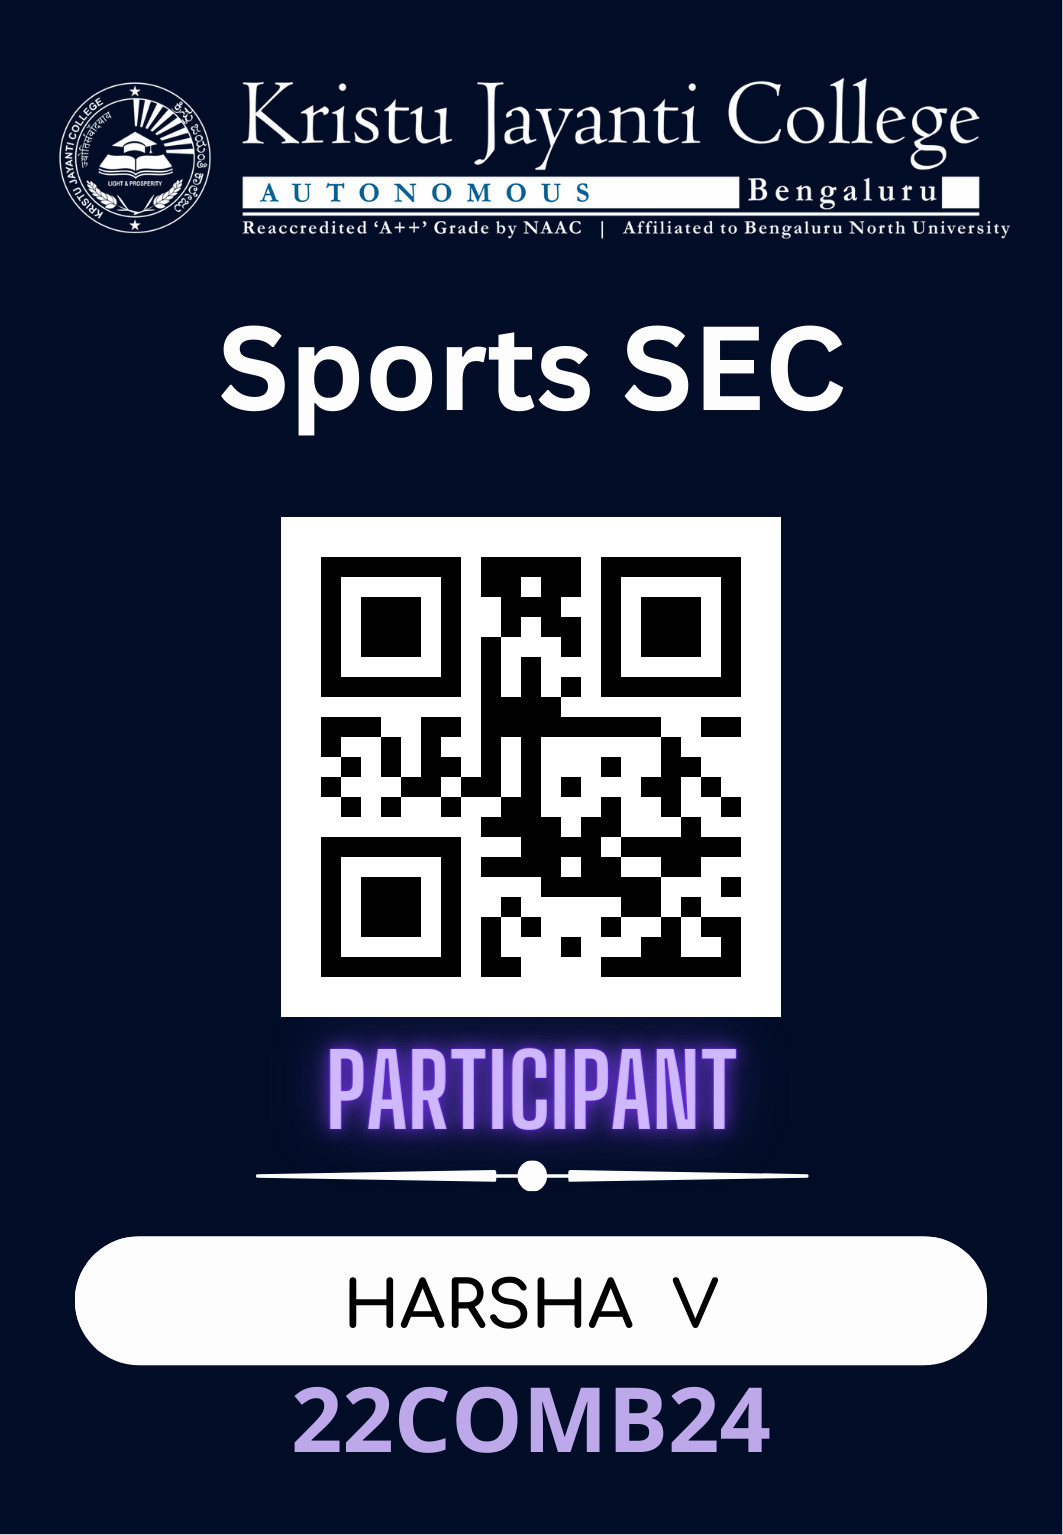 KRISTU JAYANTI COLLEGE
ಕ್ರಿಸ್ತು ಜಯಂತಿ ಕಾಲೇಜು
LIGHT & PROSPERITY
Kristu Jayanti College
AUTONOMOUS Bengaluru
Reaccredited ‘A++’ Grade by NAAC | Affiliated to Bengaluru North University
Sports SEC
PARTICIPANT
HARSHA V
22COMB24